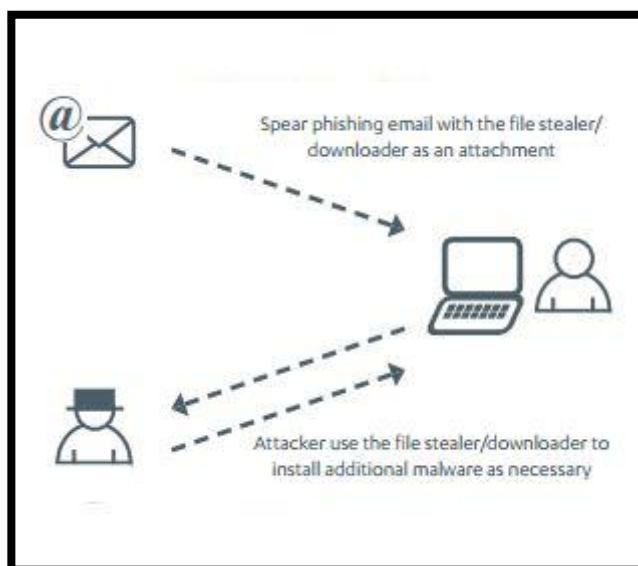 @
Spear phishing email with the file stealer/
downloader as an attachment
Attacker use the file stealer/downloader to
install additional malware as necessary